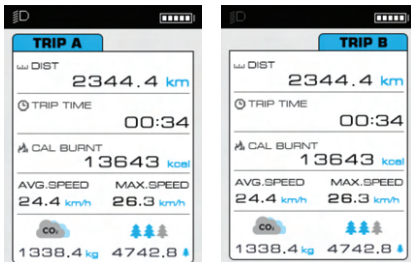 TRIP A
DIST
2344.4 km
TRIP TIME
00:34
CAL BURNT
13643 kcal
AVG.SPEED MAX.SPEED
24.4 km/h 26.3 km/h
CO₂
1338.4 kg 4742.8
TRIP B
DIST
2344.4 km
TRIP TIME
00:34
CAL BURNT
13643 kcal
AVG.SPEED MAX.SPEED
24.4 km/h 26.3 km/h
CO₂
1338.4 kg 4742.8